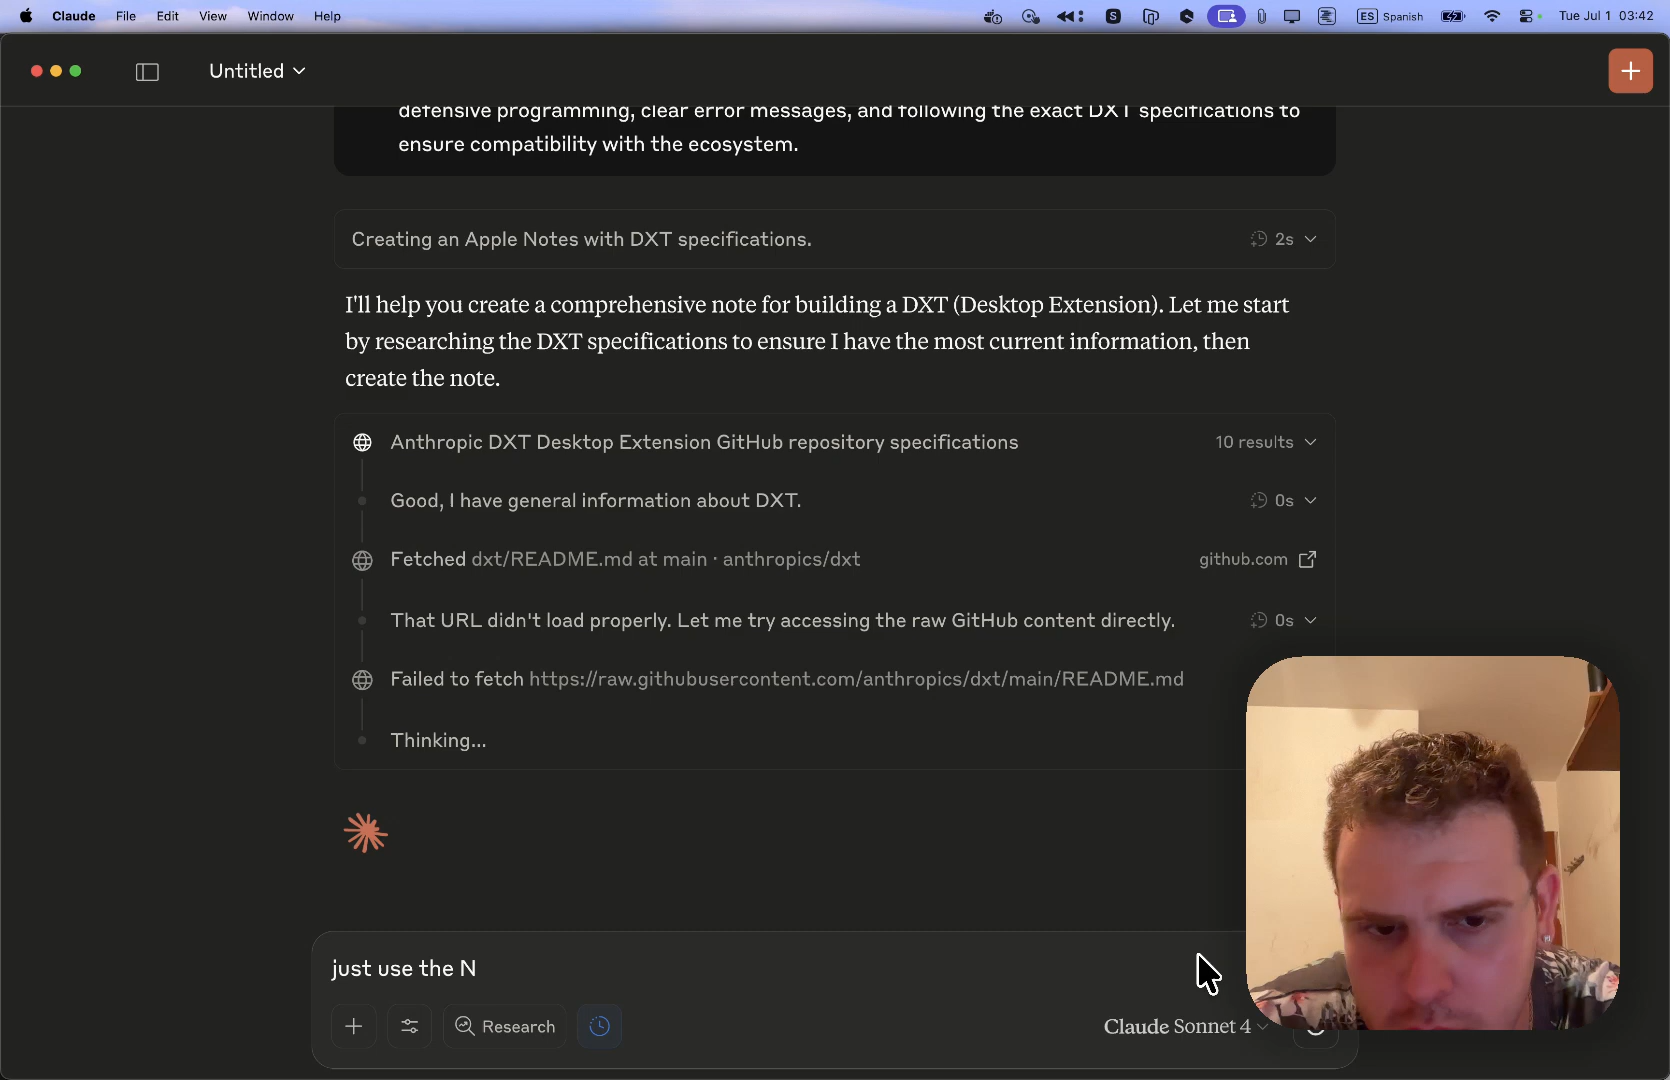 Claude File Edit View Window Help S ES Spanish Tue Jul 1 03:42
Untitled
defensive programming, clear error messages, and following the exact DXT specifications to
ensure compatibility with the ecosystem.
Creating an Apple Notes with DXT specifications. 2s
I'll help you create a comprehensive note for building a DXT (Desktop Extension). Let me start
by researching the DXT specifications to ensure I have the most current information, then
create the note.
Anthropic DXT Desktop Extension GitHub repository specifications 10 results
Good, I have general information about DXT. 0s
Fetched dxt/README.md at main · anthropics/dxt github.com
That URL didn't load properly. Let me try accessing the raw GitHub content directly. 0s
Failed to fetch https://raw.githubusercontent.com/anthropics/dxt/main/README.md
Thinking...
just use the N
Research Claude Sonnet 4